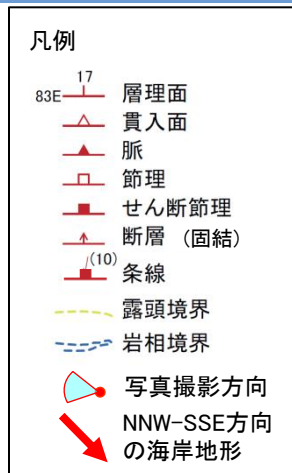 凡例
17
83E 層理面
貫入面
脈
節理
せん断節理
断層 (固結)
(10)
条線
露頭境界
岩相境界
写真撮影方向
NNW-SSE方向
の海岸地形